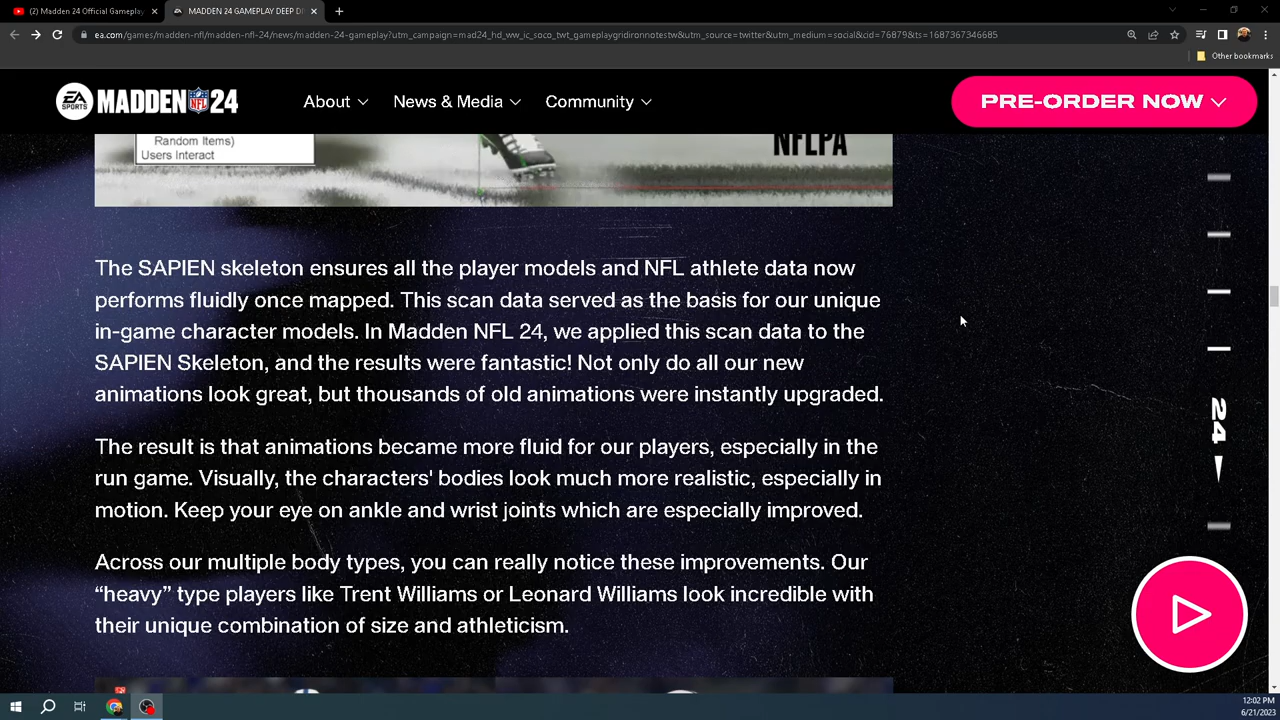 (2) Madden 24 Official Gameplay
MADDEN 24 GAMEPLAY DEEP DI
ea.com/games/madden-nfl/madden-nfl-24/news/madden-24-gameplay?utm_campaign=mad24_hd_ww_ic_soco_twt_gameplaygridironnotestw&utm_source=twitter&utm_medium=social&cid=76879&ts=1687367346685
Other bookmarks
EA SPORTS MADDEN NFL 24
About
News & Media
Community
PRE-ORDER NOW
Random Items)
Users Interact
NFLPA
The SAPIEN skeleton ensures all the player models and NFL athlete data now
performs fluidly once mapped. This scan data served as the basis for our unique
in-game character models. In Madden NFL 24, we applied this scan data to the
SAPIEN Skeleton, and the results were fantastic! Not only do all our new
animations look great, but thousands of old animations were instantly upgraded.
The result is that animations became more fluid for our players, especially in the
run game. Visually, the characters' bodies look much more realistic, especially in
motion. Keep your eye on ankle and wrist joints which are especially improved.
Across our multiple body types, you can really notice these improvements. Our
“heavy” type players like Trent Williams or Leonard Williams look incredible with
their unique combination of size and athleticism.
24
12:02 PM
6/21/2023